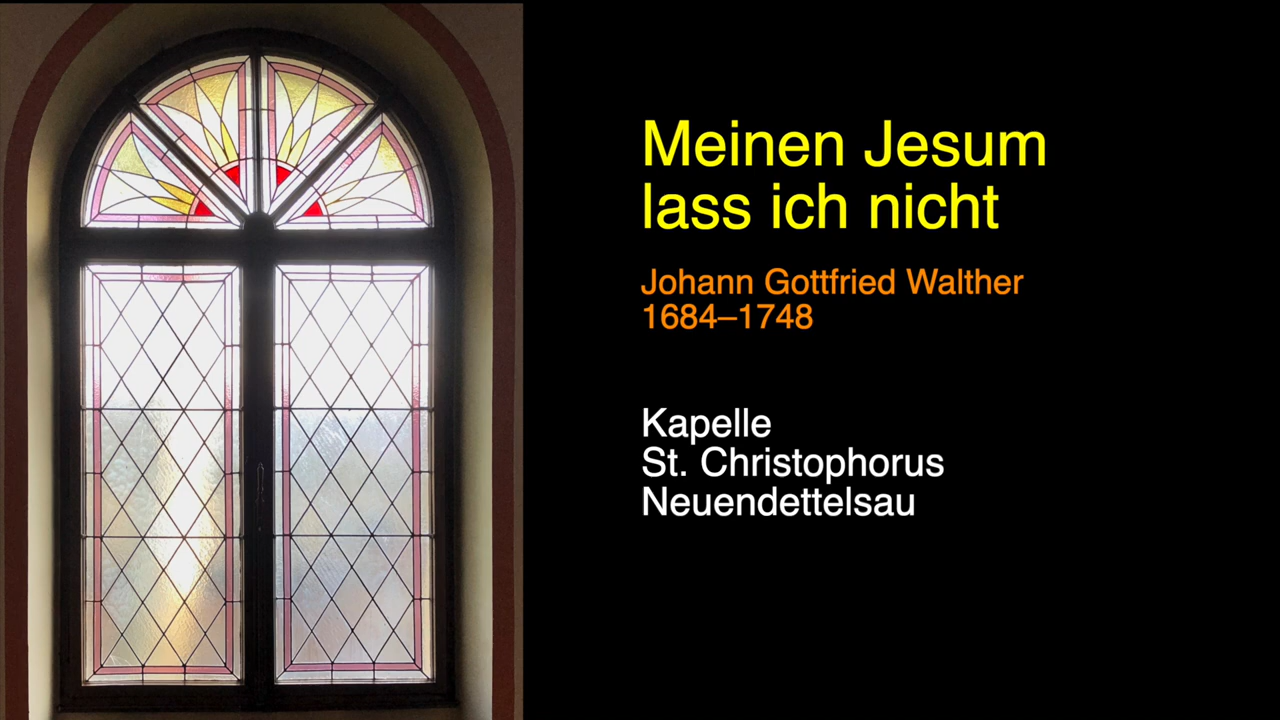 Meinen Jesum
lass ich nicht
Johann Gottfried Walther
1684–1748
Kapelle
St. Christophorus
Neuendettelsau